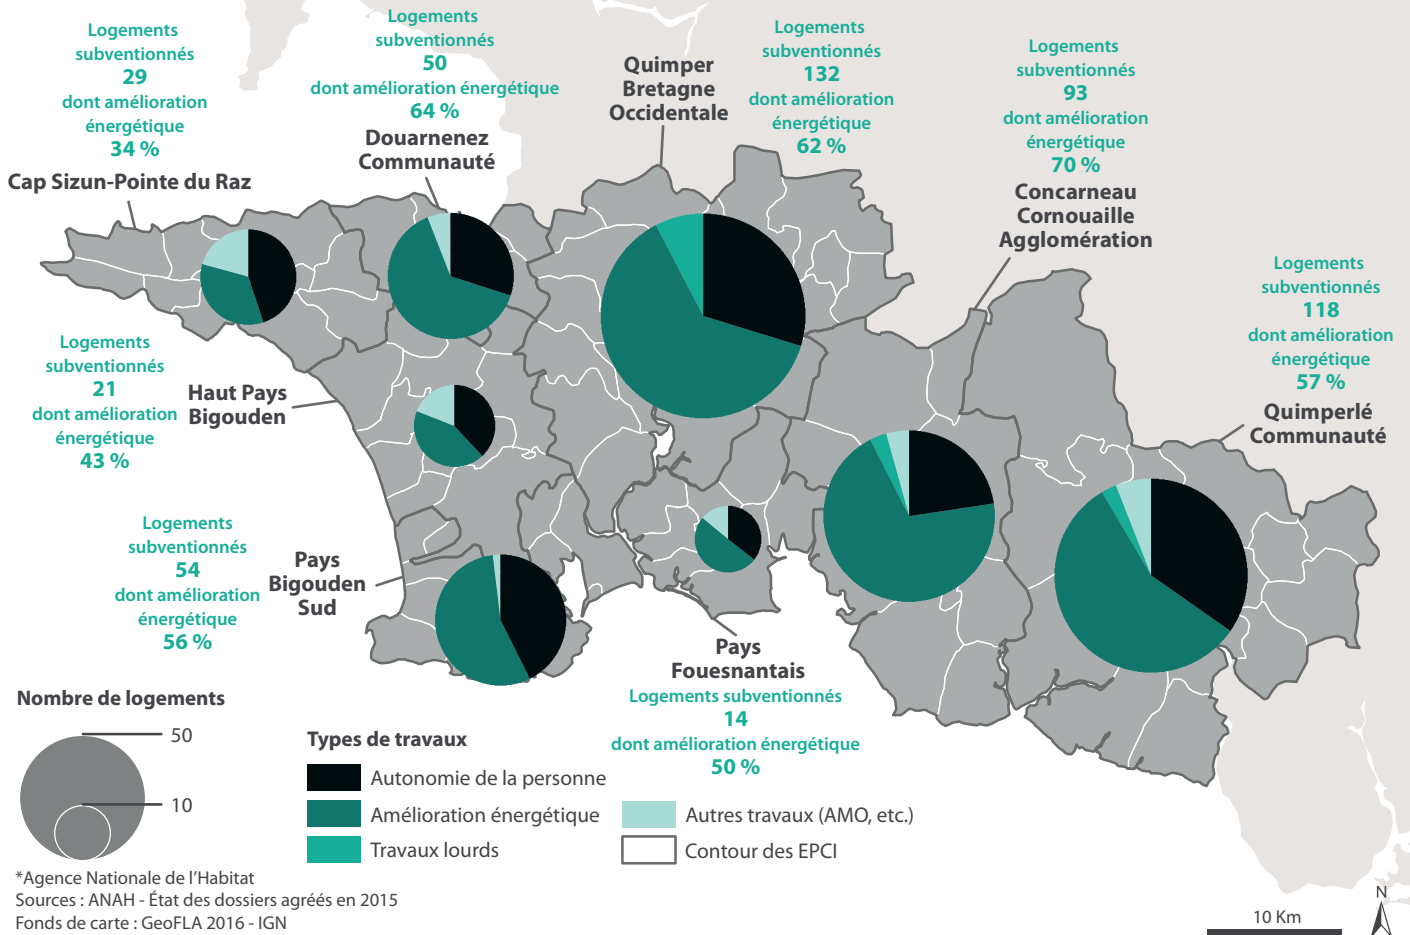 Logements
subventionnés
29
dont amélioration
énergétique
34 %
Cap Sizun-Pointe du Raz
Logements
subventionnés
50
dont amélioration énergétique
64 %
Douarnenez
Communauté
Quimper
Bretagne
Occidentale
Logements
subventionnés
132
dont amélioration
énergétique
62 %
Logements
subventionnés
93
dont amélioration
énergétique
70 %
Concarneau
Cornouaille
Agglomération
Logements
subventionnés
118
dont amélioration
énergétique
57 %
Quimperlé
Communauté
Logements
subventionnés
21
dont amélioration
énergétique
43 %
Haut Pays
Bigouden
Logements
subventionnés
54
dont amélioration
énergétique
56 %
Pays
Bigouden
Sud
Pays
Fouesnantais
Logements subventionnés
14
dont amélioration énergétique
50 %
Nombre de logements
50
10
Types de travaux
Autonomie de la personne
Amélioration énergétique
Travaux lourds
Autres travaux (AMO, etc.)
Contour des EPCI
*Agence Nationale de l'Habitat
Sources : ANAH - État des dossiers agréés en 2015
Fonds de carte : GeoFLA 2016 - IGN
10 Km
N